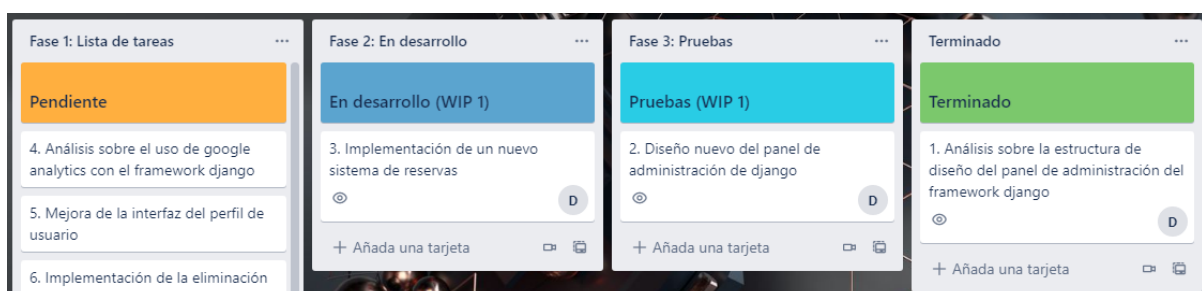 Fase 1: Lista de tareas
Pendiente
4. Análisis sobre el uso de google
analytics con el framework django
5. Mejora de la interfaz del perfil de
usuario
6. Implementación de la eliminación
Fase 2: En desarrollo
En desarrollo (WIP 1)
3. Implementación de un nuevo
sistema de reservas
D
Añada una tarjeta
Fase 3: Pruebas
Pruebas (WIP 1)
2. Diseño nuevo del panel de
administración de django
D
Añada una tarjeta
Terminado
Terminado
1. Análisis sobre la estructura de
diseño del panel de administración del
framework django
D
Añada una tarjeta